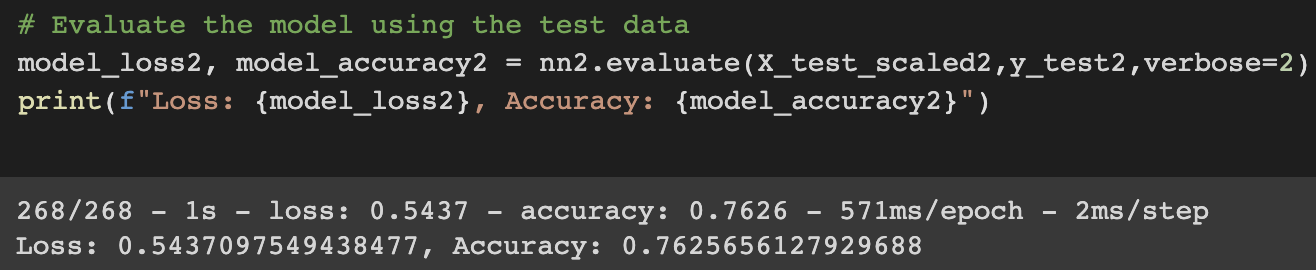 # Evaluate the model using the test data
model_loss2, model_accuracy2 = nn2.evaluate(X_test_scaled2,y_test2,verbose=2)
print(f"Loss: {model_loss2}, Accuracy: {model_accuracy2}")
268/268 - 1s - loss: 0.5437 - accuracy: 0.7626 - 571ms/epoch - 2ms/step
Loss: 0.5437097549438477, Accuracy: 0.7625656127929688